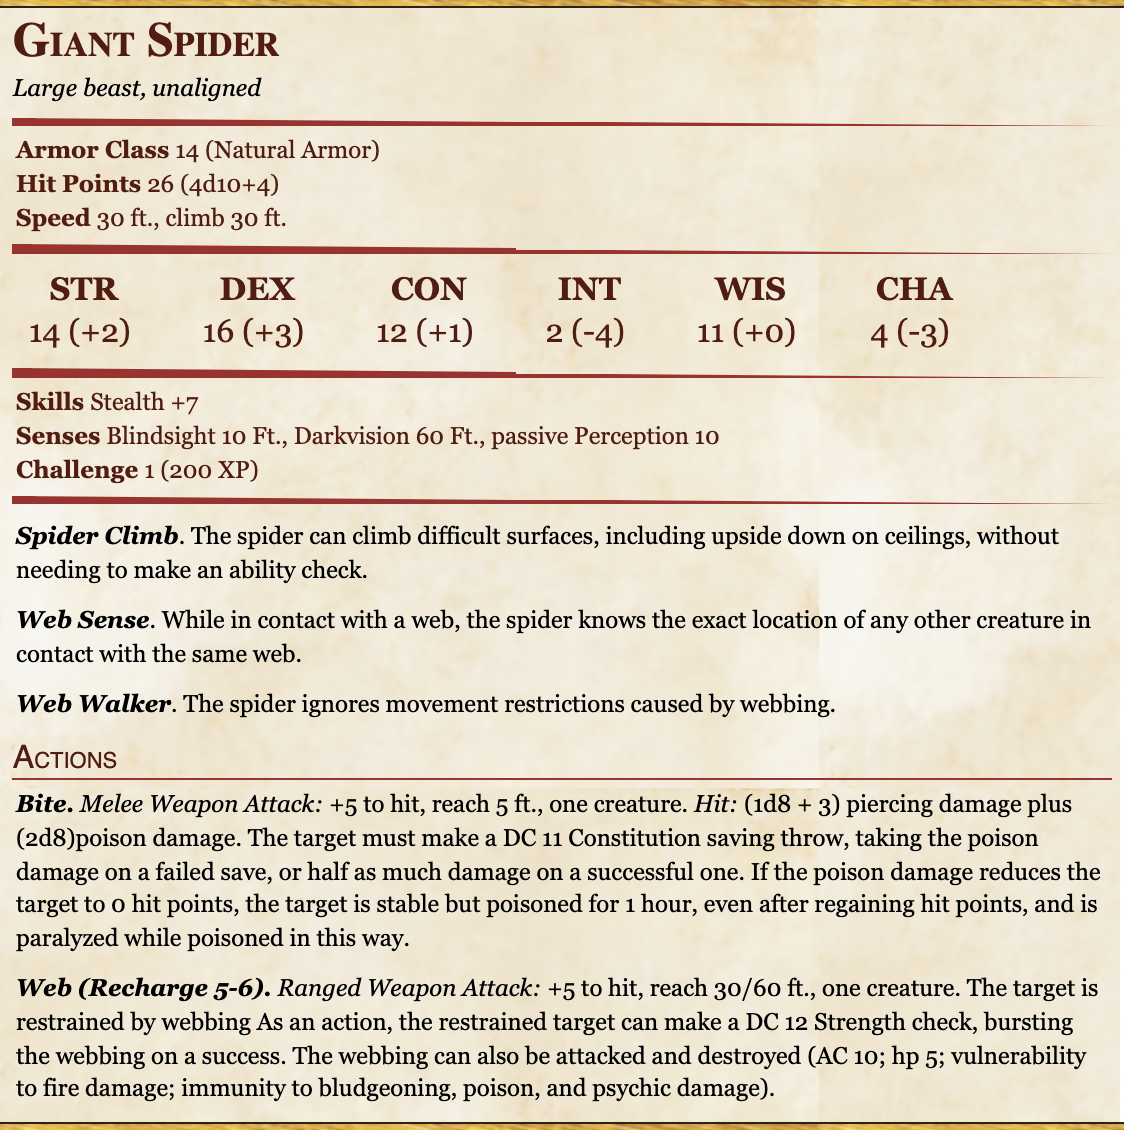 Giant Spider
Large beast, unaligned
Armor Class 14 (Natural Armor)
Hit Points 26 (4d10+4)
Speed 30 ft., climb 30 ft.
STR DEX CON INT WIS CHA
14 (+2) 16 (+3) 12 (+1) 2 (-4) 11 (+0) 4 (-3)
Skills Stealth +7
Senses Blindsight 10 Ft., Darkvision 60 Ft., passive Perception 10
Challenge 1 (200 XP)
Spider Climb. The spider can climb difficult surfaces, including upside down on ceilings, without
needing to make an ability check.
Web Sense. While in contact with a web, the spider knows the exact location of any other creature in
contact with the same web.
Web Walker. The spider ignores movement restrictions caused by webbing.
Actions
Bite. Melee Weapon Attack: +5 to hit, reach 5 ft., one creature. Hit: (1d8 + 3) piercing damage plus
(2d8)poison damage. The target must make a DC 11 Constitution saving throw, taking the poison
damage on a failed save, or half as much damage on a successful one. If the poison damage reduces the
target to 0 hit points, the target is stable but poisoned for 1 hour, even after regaining hit points, and is
paralyzed while poisoned in this way.
Web (Recharge 5-6). Ranged Weapon Attack: +5 to hit, reach 30/60 ft., one creature. The target is
restrained by webbing As an action, the restrained target can make a DC 12 Strength check, bursting
the webbing on a success. The webbing can also be attacked and destroyed (AC 10; hp 5; vulnerability
to fire damage; immunity to bludgeoning, poison, and psychic damage).